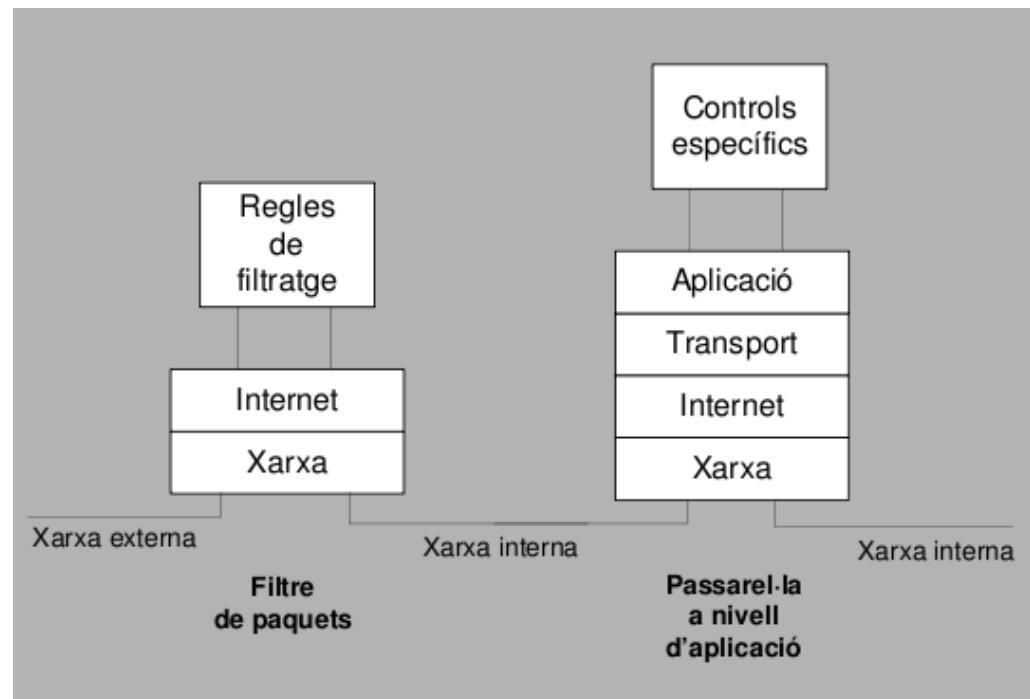 Regles
de
filtratge
Internet
Xarxa
Xarxa externa
Filtre
de paquets
Xarxa interna
Controls
específics
Aplicació
Transport
Internet
Xarxa
Xarxa interna
Passarel·la
a nivell
d'aplicació